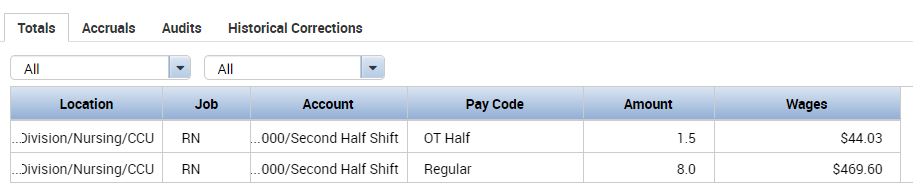 Totals Accruals Audits Historical Corrections
All All
Location Job Account Pay Code Amount Wages
...Division/Nursing/CCU RN ...000/Second Half Shift OT Half 1.5 $44.03
...Division/Nursing/CCU RN ...000/Second Half Shift Regular 8.0 $469.60